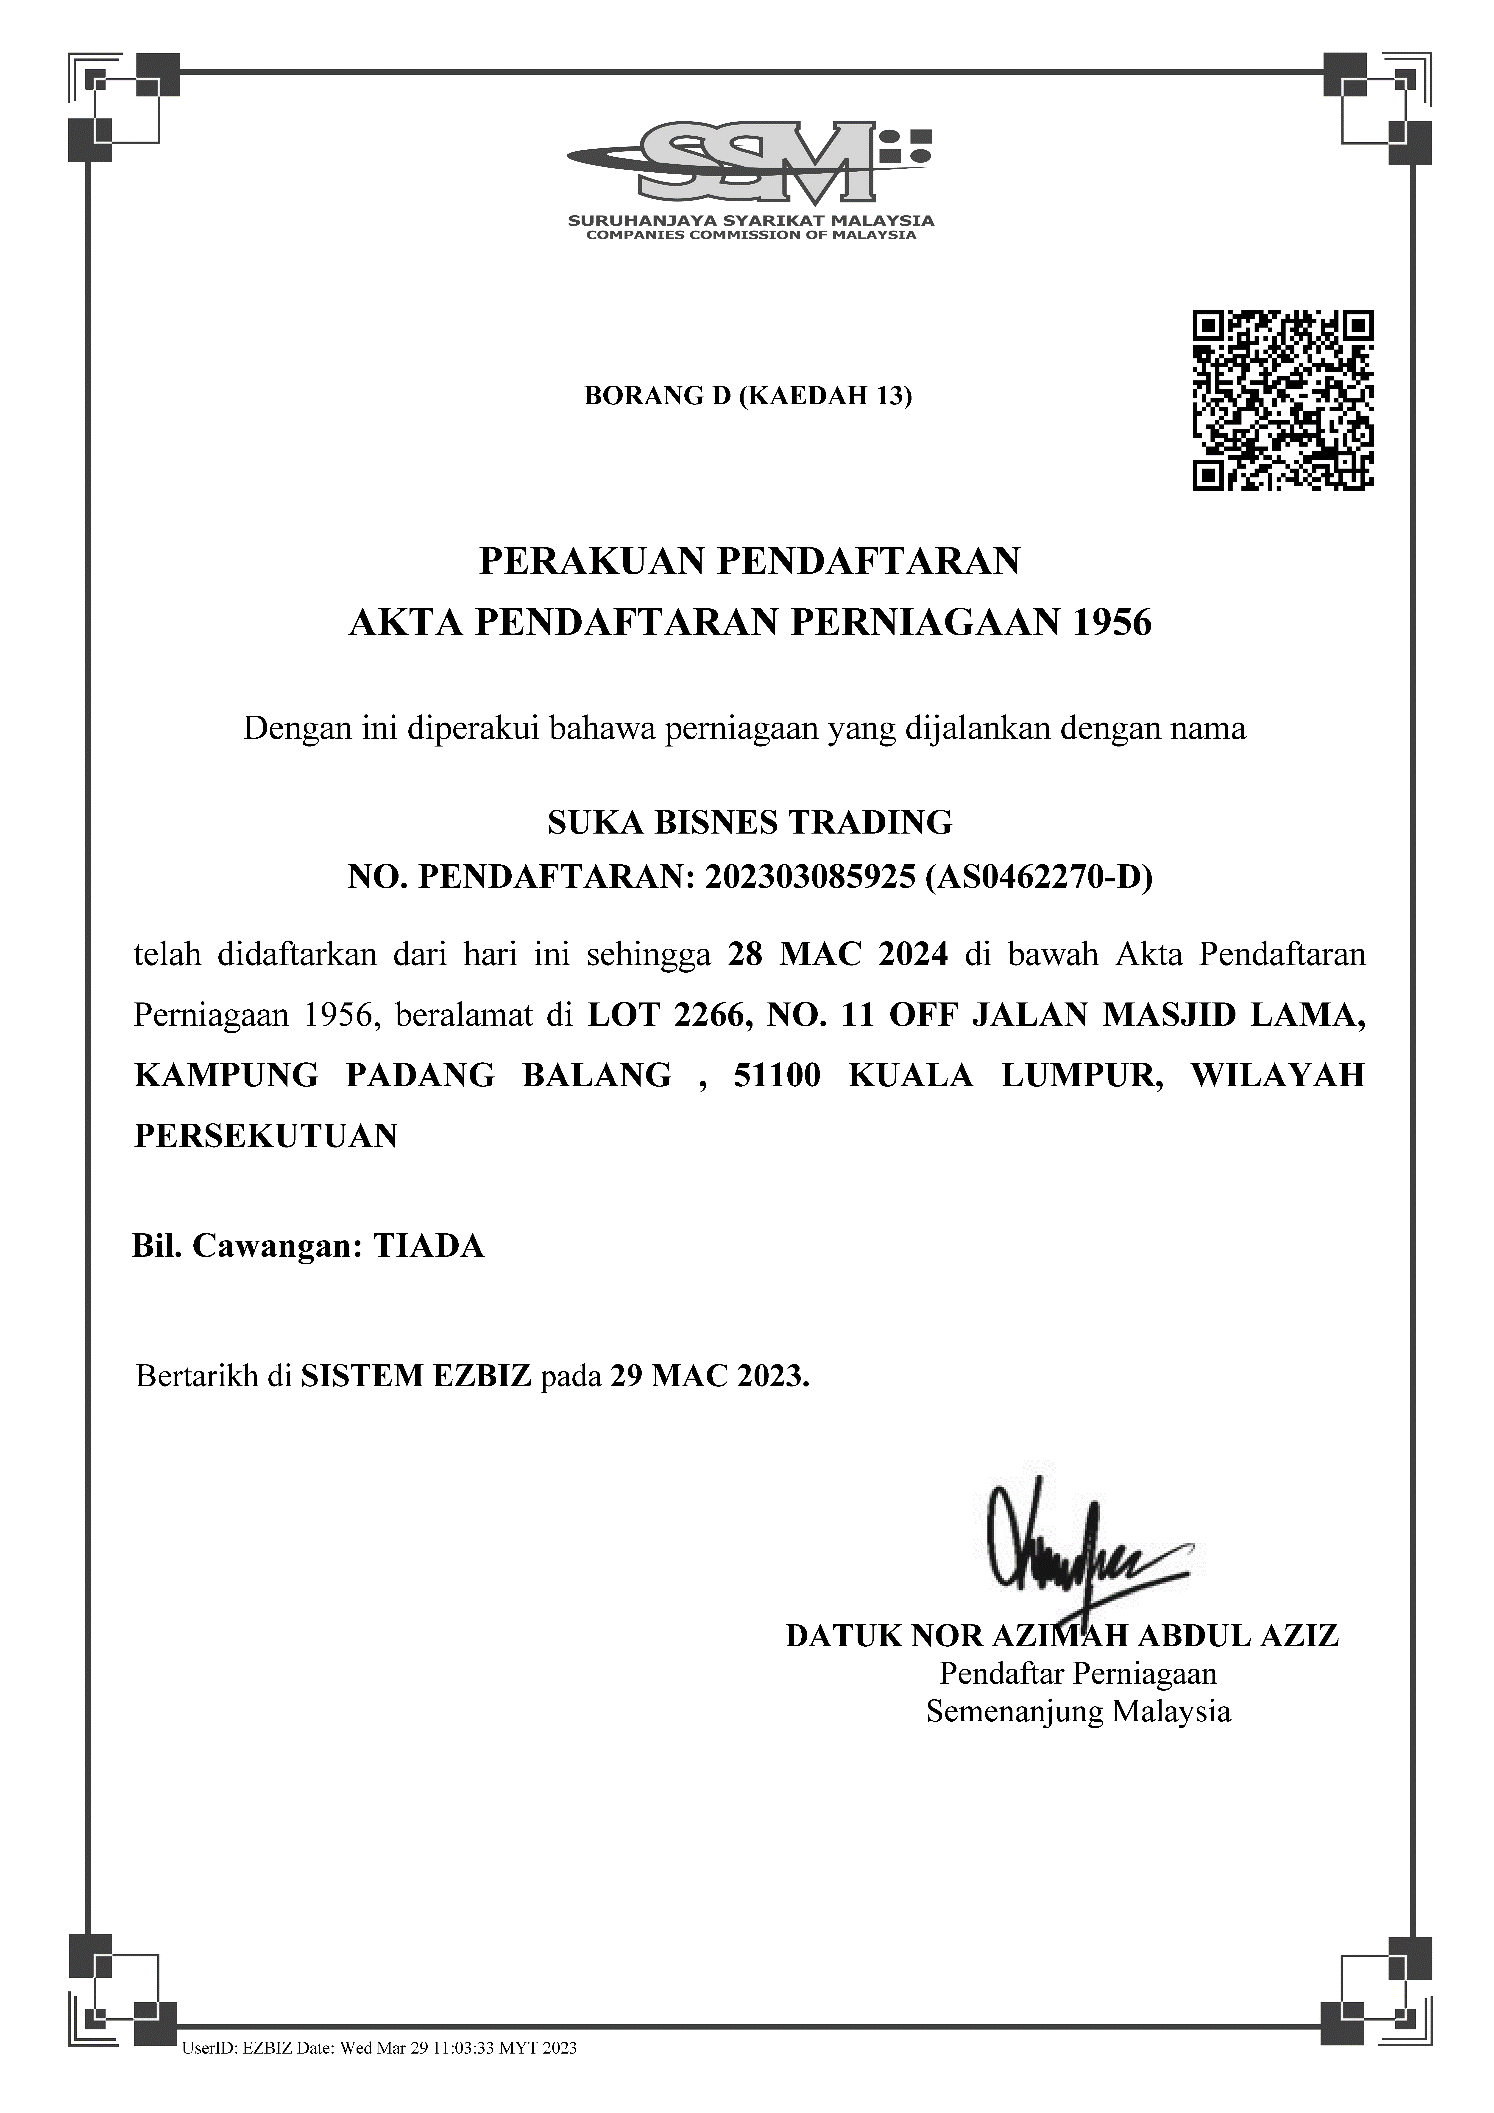 SSM
SURUHANJAYA SYARIKAT MALAYSIA
COMPANIES COMMISSION OF MALAYSIA
BORANG D (KAEDAH 13)
PERAKUAN PENDAFTARAN
AKTA PENDAFTARAN PERNIAGAAN 1956
Dengan ini diperakui bahawa perniagaan yang dijalankan dengan nama
SUKA BISNES TRADING
NO. PENDAFTARAN: 202303085925 (AS0462270-D)
telah didaftarkan dari hari ini sehingga 28 MAC 2024 di bawah Akta Pendaftaran
Perniagaan 1956, beralamat di LOT 2266, NO. 11 OFF JALAN MASJID LAMA,
KAMPUNG PADANG BALANG , 51100 KUALA LUMPUR, WILAYAH
PERSEKUTUAN
Bil. Cawangan: TIADA
Bertarikh di SISTEM EZBIZ pada 29 MAC 2023.
DATUK NOR AZIMAH ABDUL AZIZ
Pendaftar Perniagaan
Semenanjung Malaysia
UserID: EZBIZ Date: Wed Mar 29 11:03:33 MYT 2023